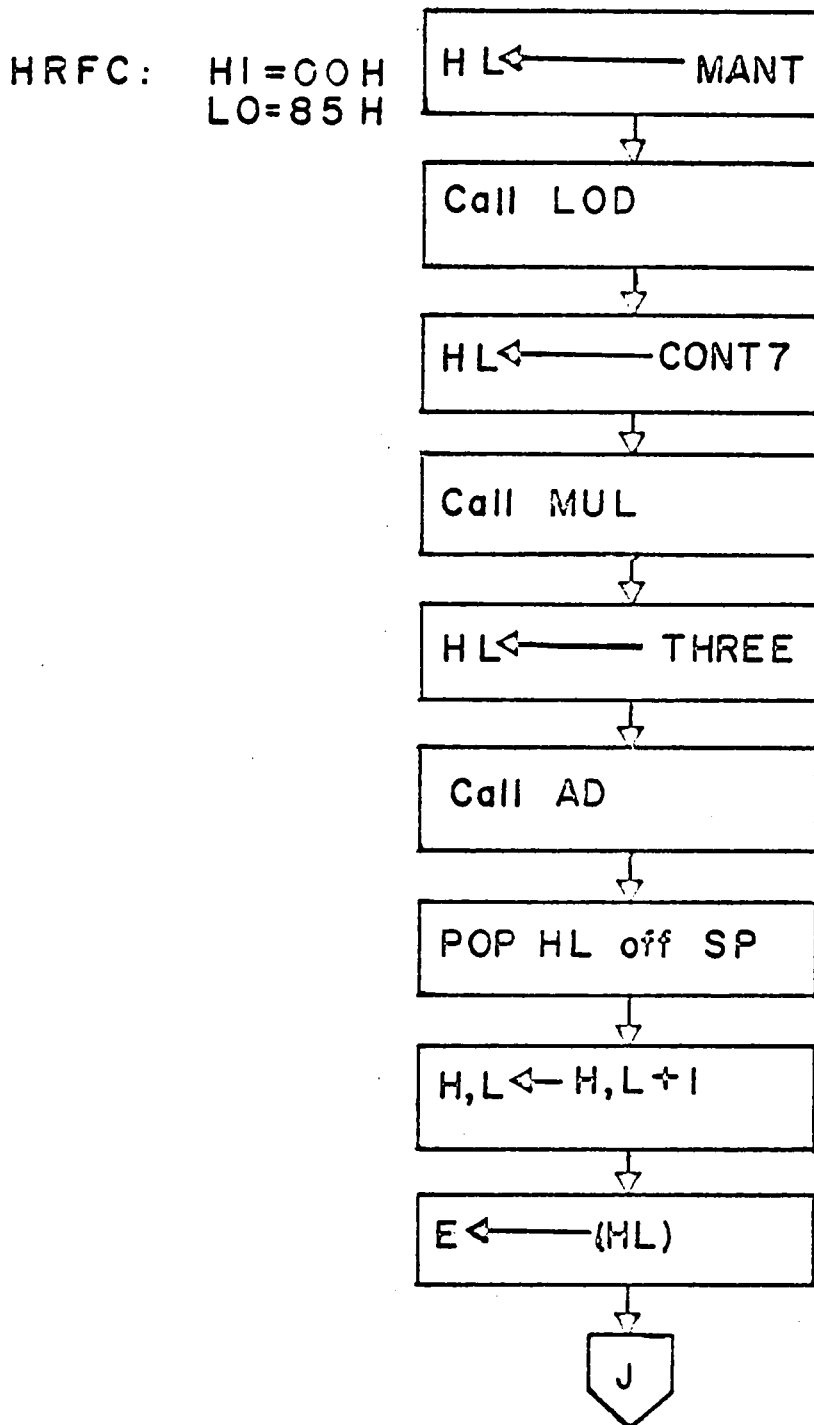 HRFC: HI=00H
LO=85H
HL ← MANT
Call LOD
HL ← CONT7
Call MUL
HL ← THREE
Call AD
POP HL off SP
H,L ← H,L+1
E ← (HL)
J